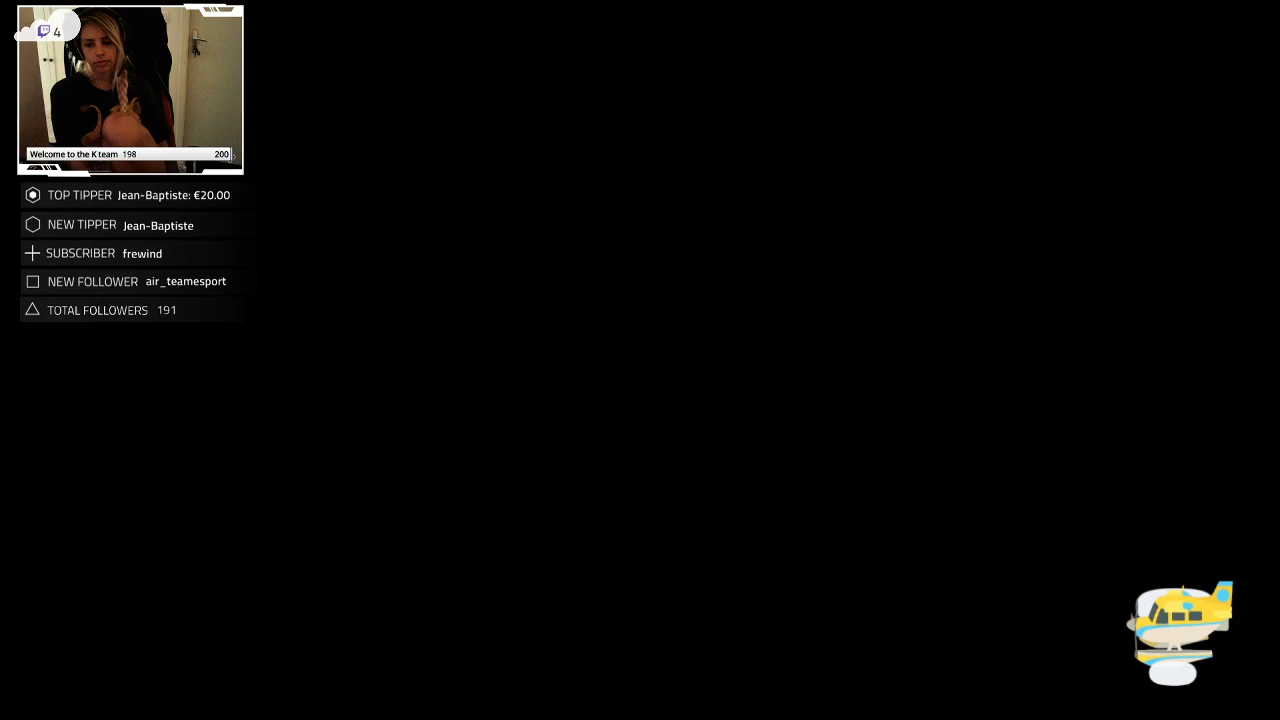 4
Welcome to the K team 198 200
TOP TIPPER Jean-Baptiste: €20.00
NEW TIPPER Jean-Baptiste
SUBSCRIBER frewind
NEW FOLLOWER air_teamesport
TOTAL FOLLOWERS 191